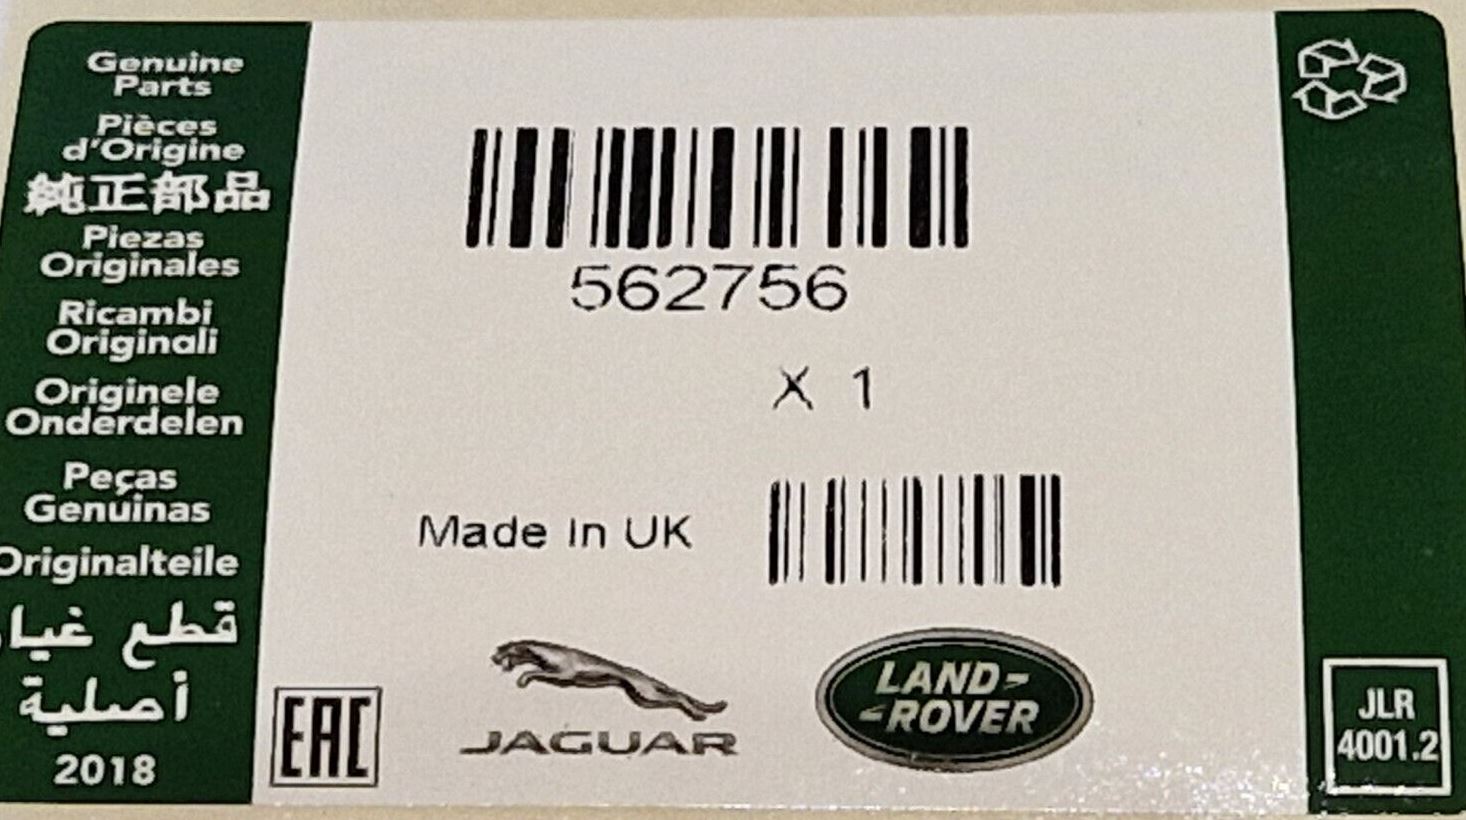 Genuine
Parts
Pièces
d'Origine
純正部品
Piezas
Originales
Ricambi
Originali
Originele
Onderdelen
Peças
Genuinas
Originalteile
قطع غيار
أصلية
2018
562756
X 1
Made In UK
EAC
JAGUAR
LAND-
-ROVER
JLR
4001.2